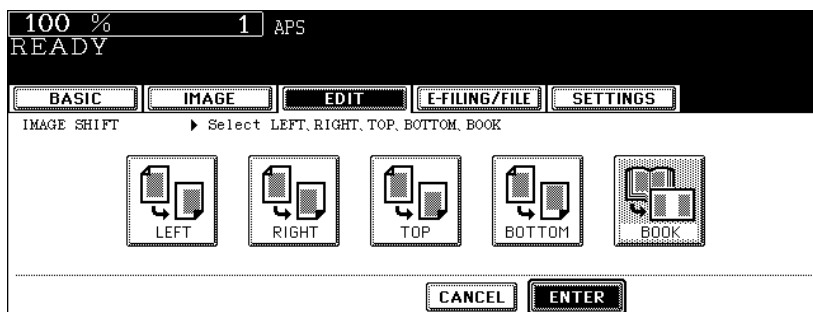 100 % 1 APS
READY
BASIC IMAGE EDIT E-FILING/FILE SETTINGS
IMAGE SHIFT ▶ Select LEFT, RIGHT, TOP, BOTTOM, BOOK
LEFT RIGHT TOP BOTTOM BOOK
CANCEL ENTER